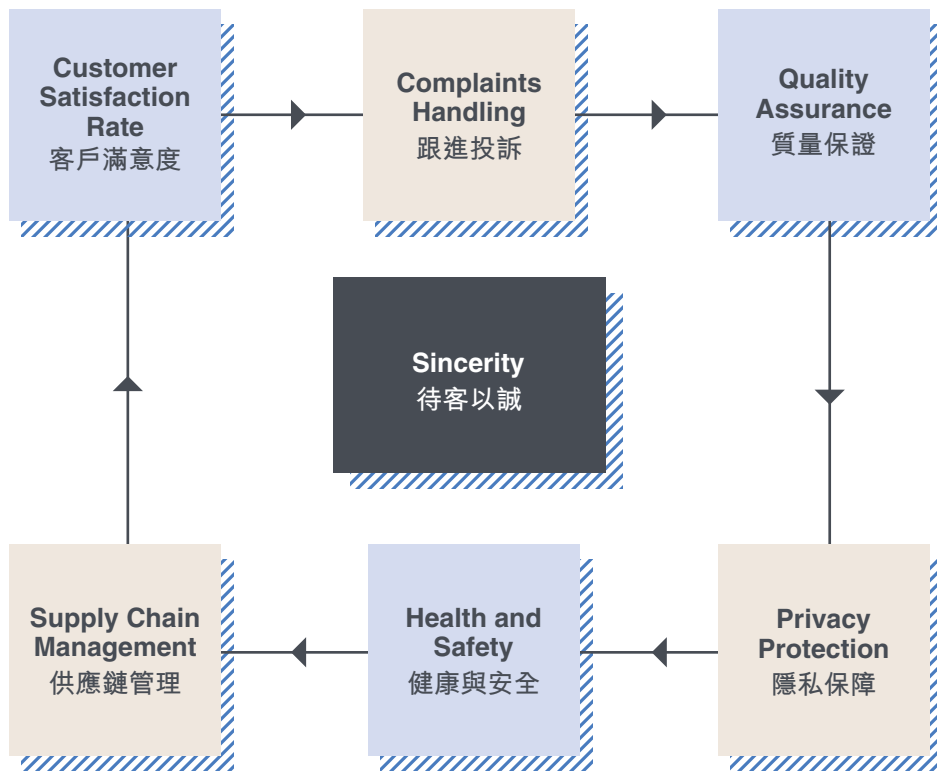 Customer
Satisfaction
Rate
客戶滿意度
Complaints
Handling
跟進投訴
Quality
Assurance
質量保證
Sincerity
待客以誠
Supply Chain
Management
供應鏈管理
Health and
Safety
健康與安全
Privacy
Protection
隱私保障